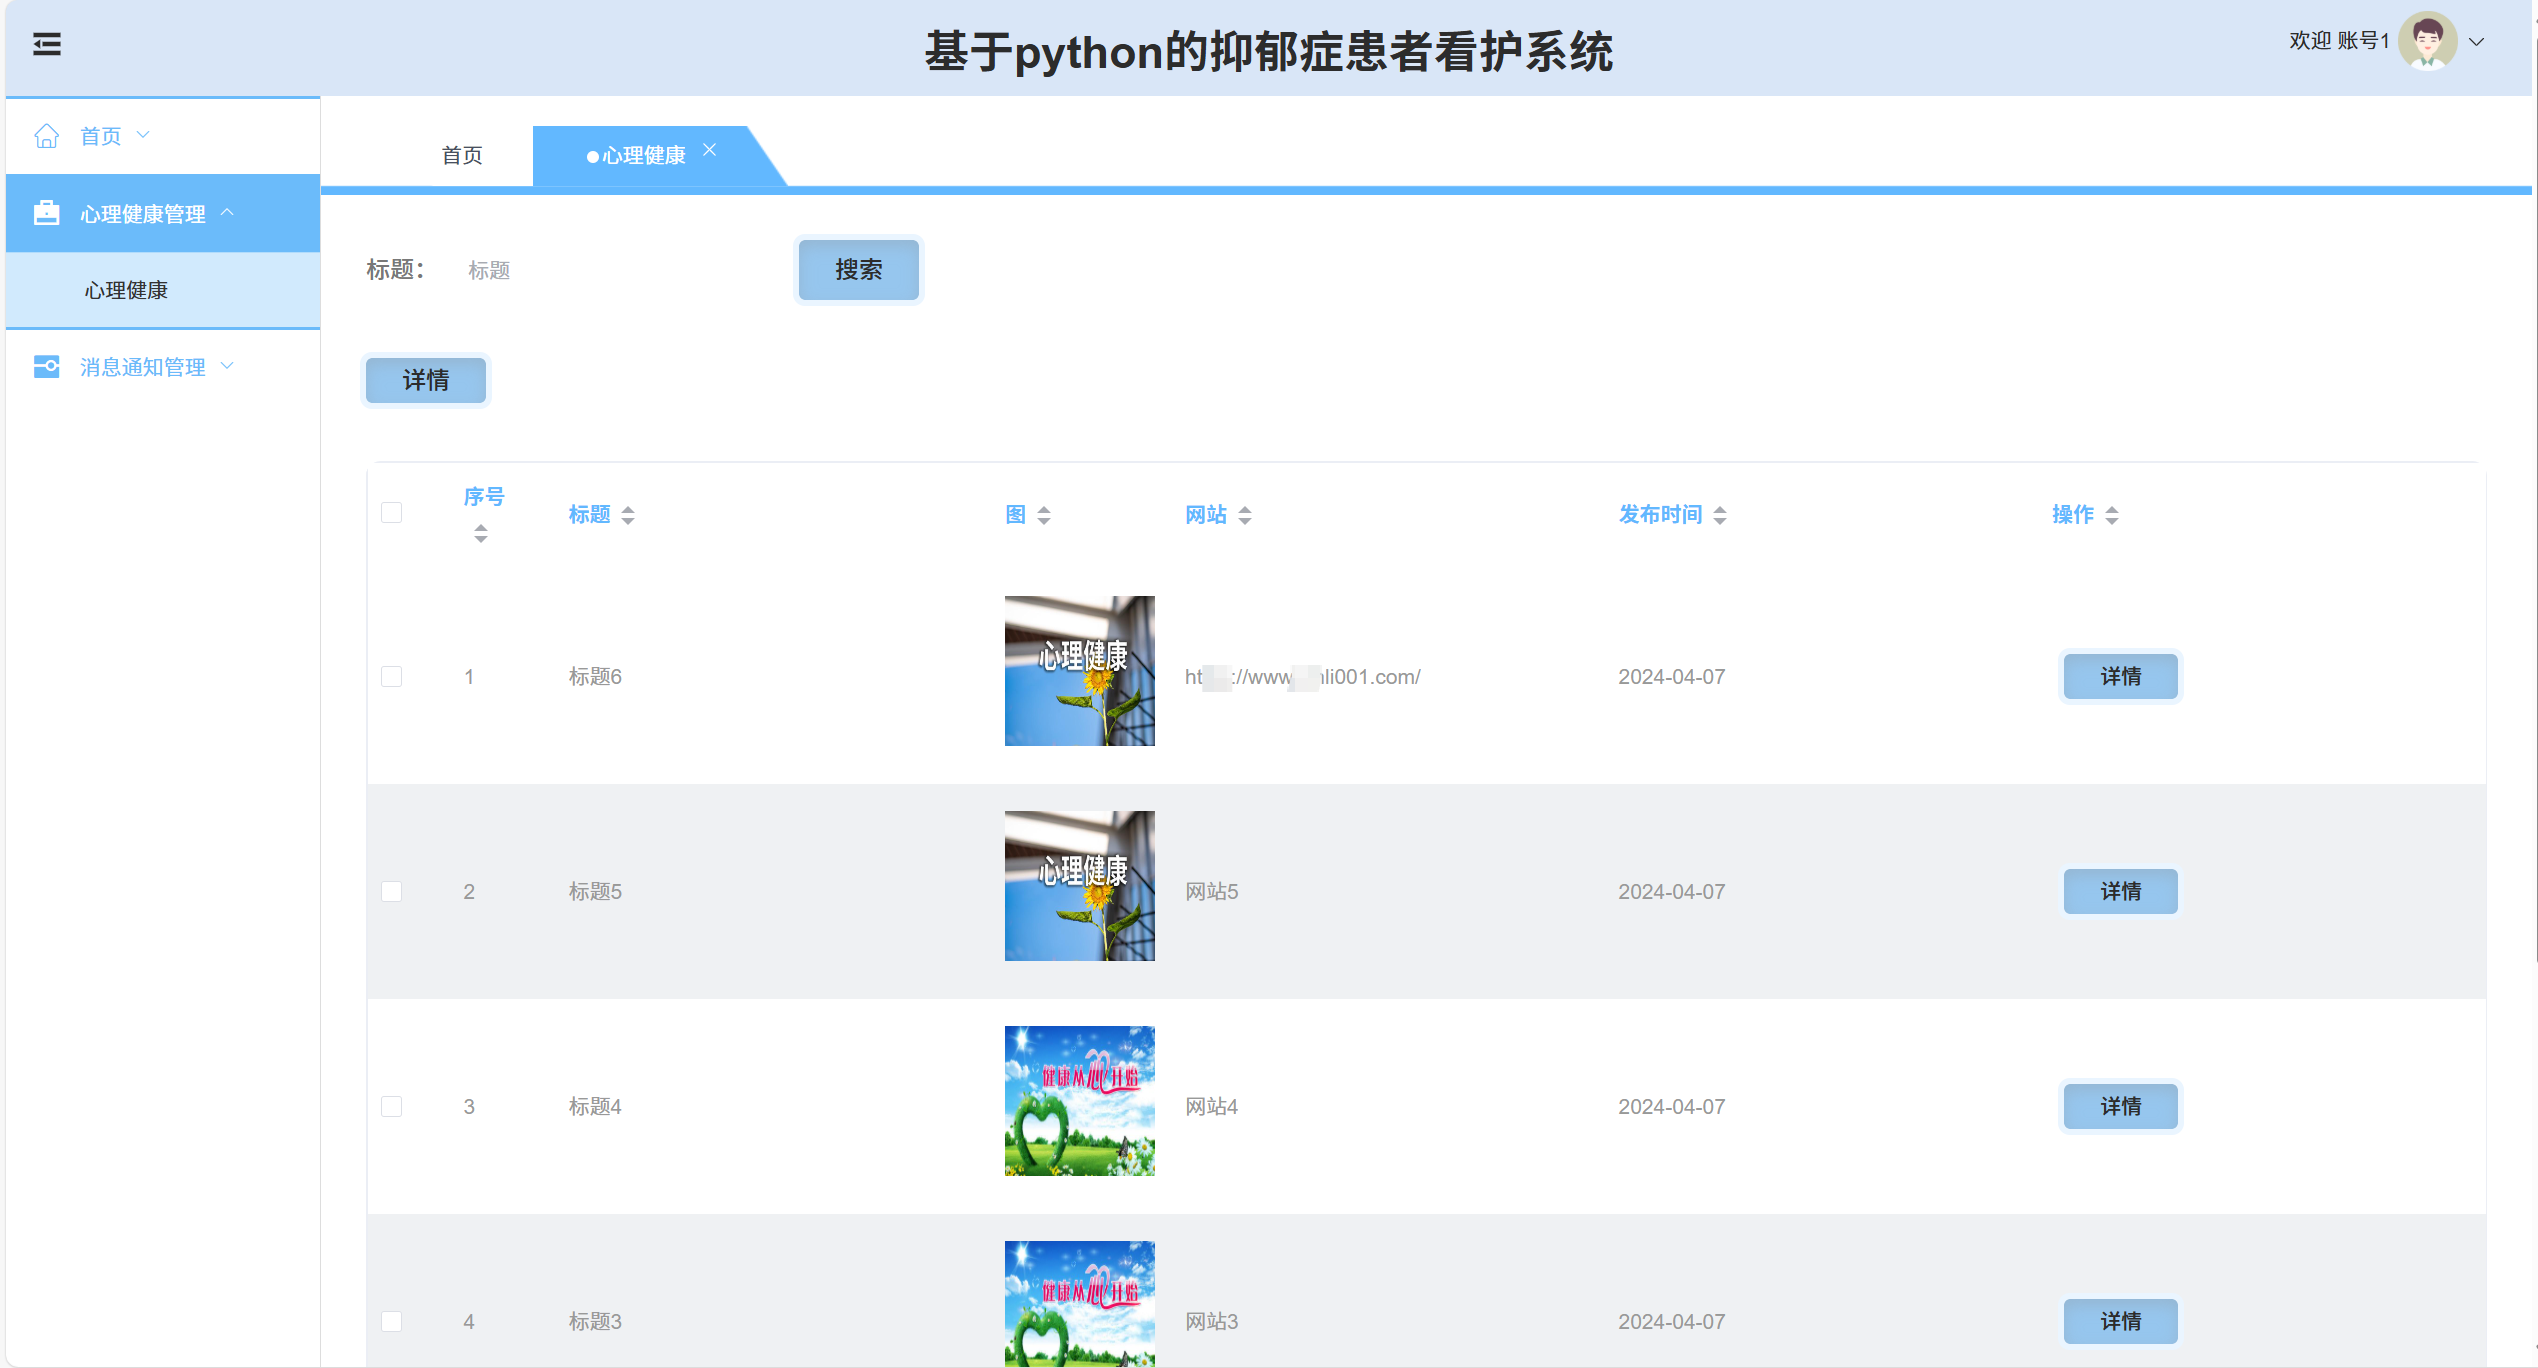 基于python的抑郁症患者看护系统
欢迎 账号1
首页
心理健康管理
心理健康
消息通知管理
首页
心理健康
标题：
标题
搜索
详情
序号 标题 图 网站 发布时间 操作
1 标题6 心理健康 ht ://www li001.com/ 2024-04-07 详情
2 标题5 心理健康 网站5 2024-04-07 详情
3 标题4 健康从心开始 网站4 2024-04-07 详情
4 标题3 健康从心开始 网站3 2024-04-07 详情